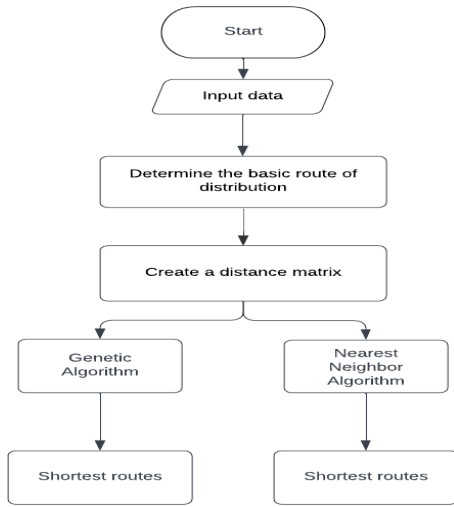 Start
Input data
Determine the basic route of
distribution
Create a distance matrix
Genetic
Algorithm
Nearest
Neighbor
Algorithm
Shortest routes
Shortest routes